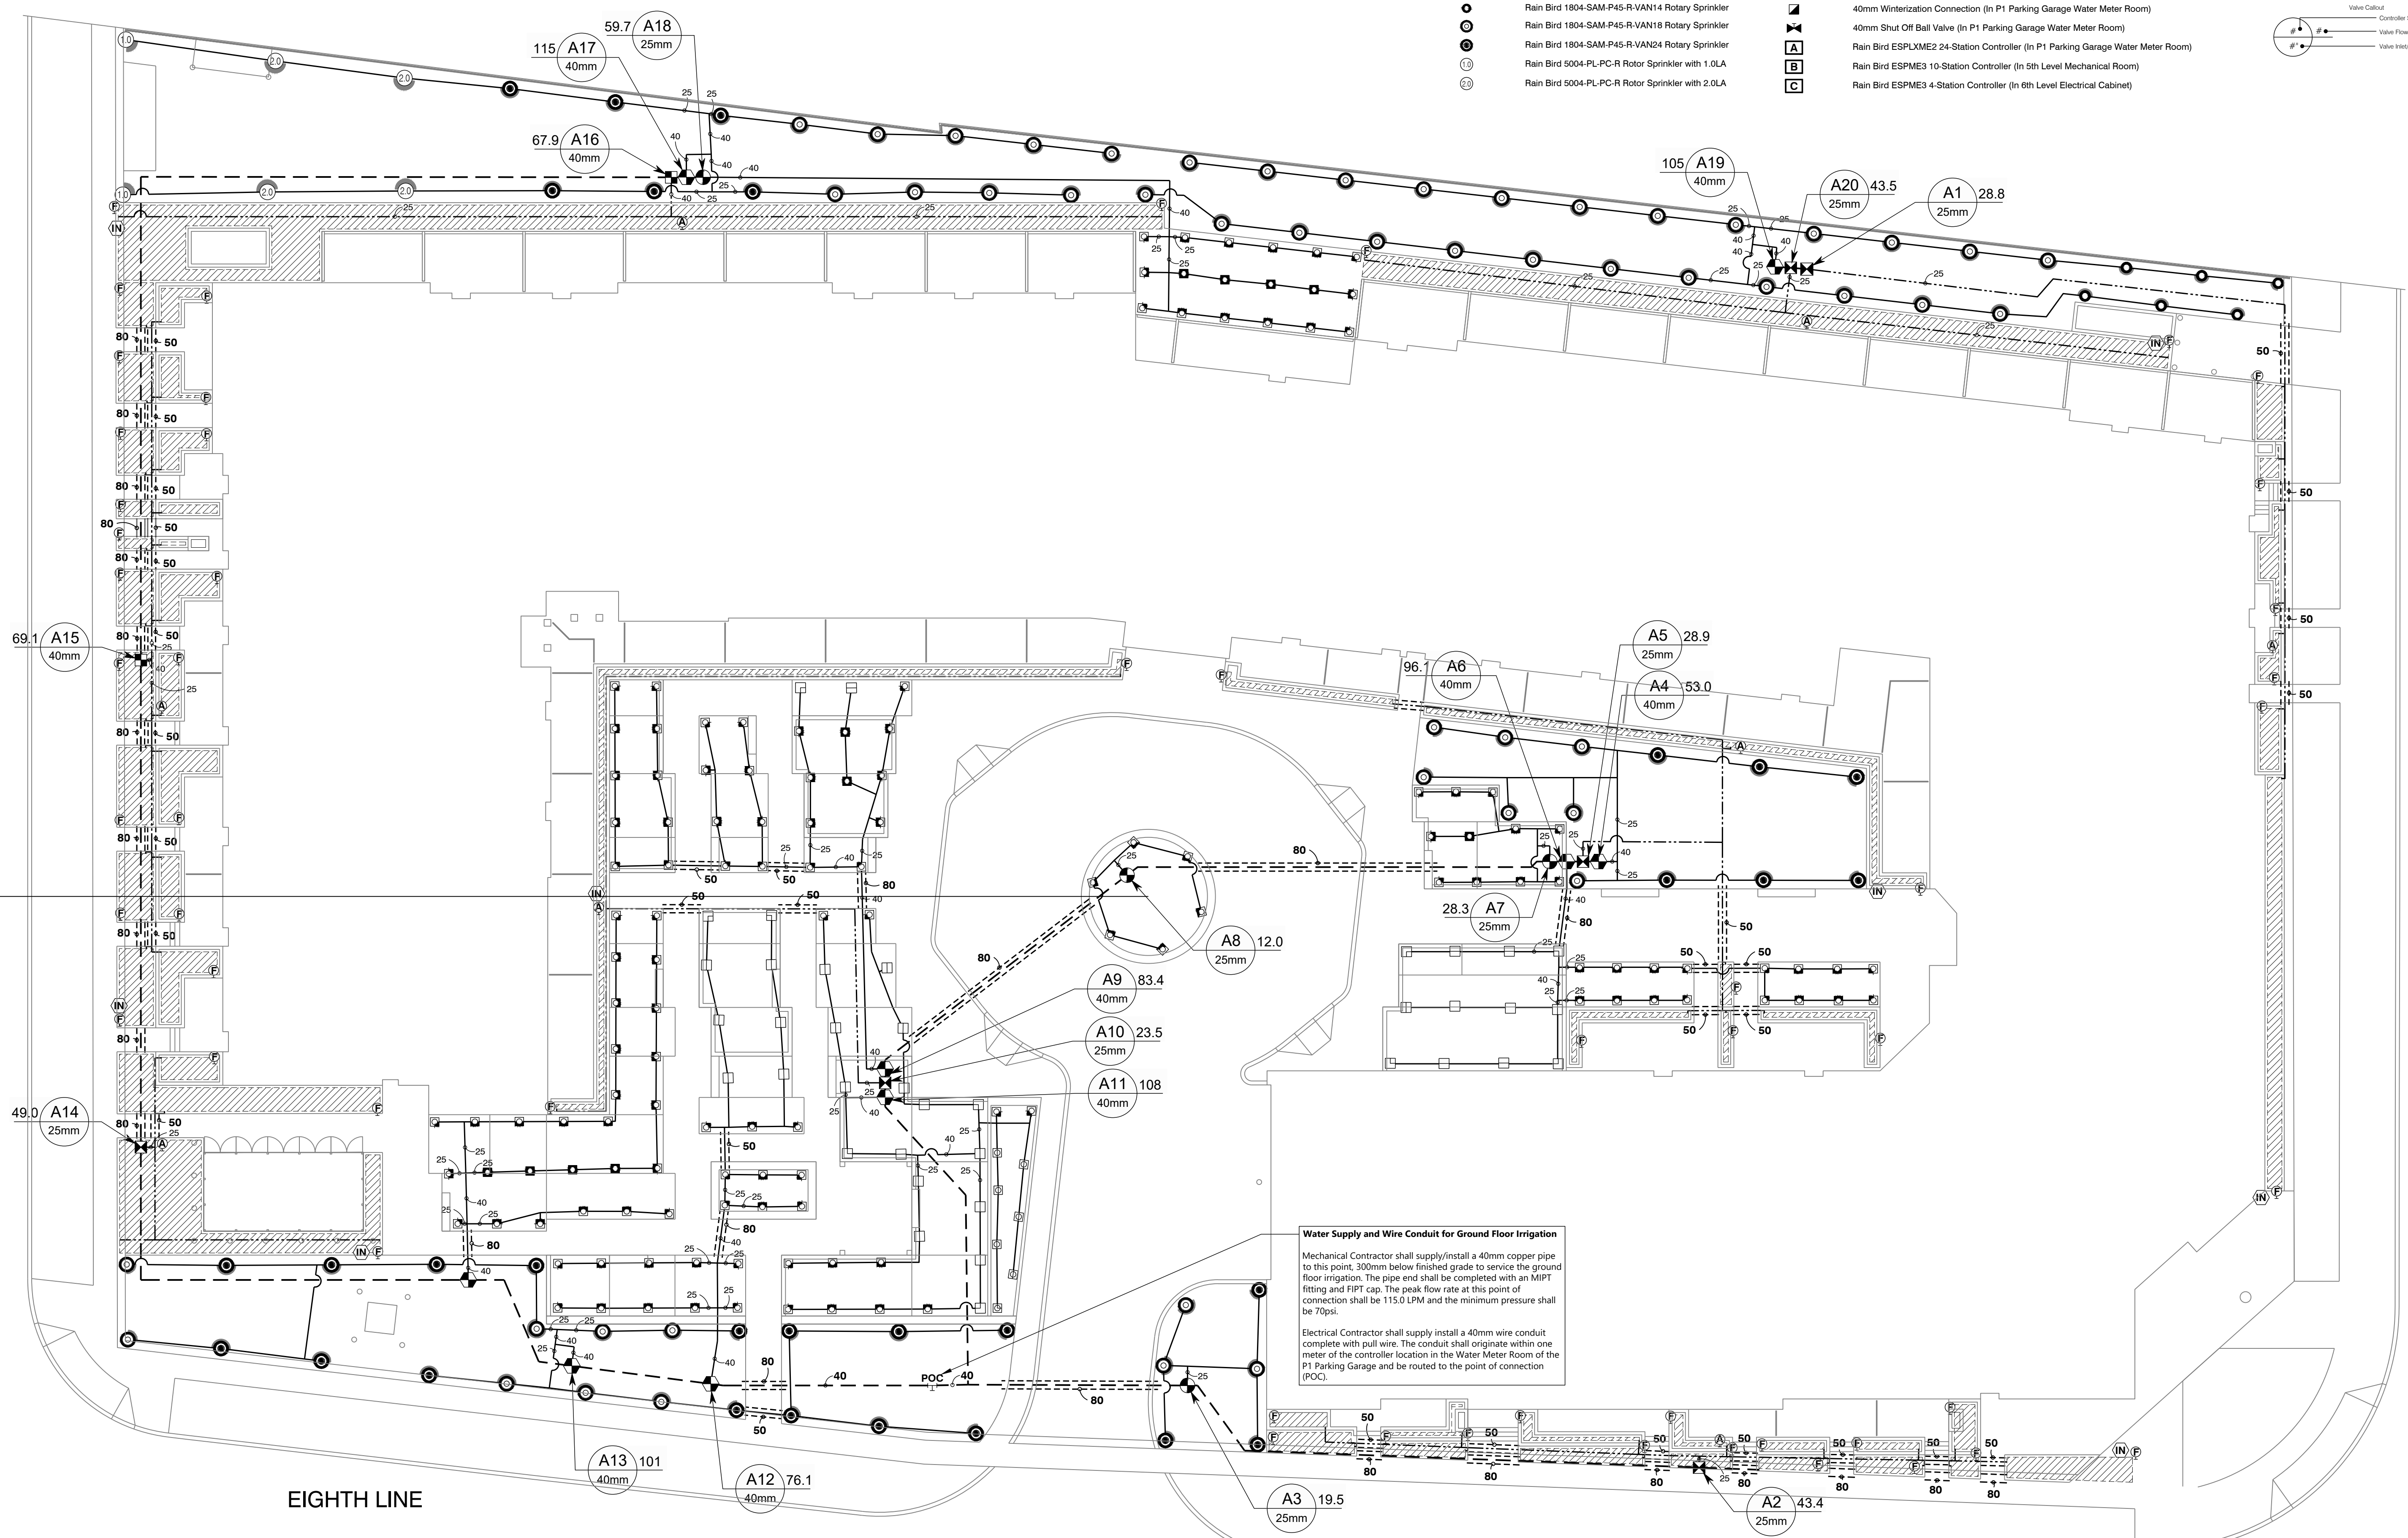 Rain Bird 1804-SAM-P45-R-VAN14 Rotary Sprinkler
Rain Bird 1804-SAM-P45-R-VAN18 Rotary Sprinkler
Rain Bird 1804-SAM-P45-R-VAN24 Rotary Sprinkler
1.0 Rain Bird 5004-PL-PC-R Rotor Sprinkler with 1.0LA
2.0 Rain Bird 5004-PL-PC-R Rotor Sprinkler with 2.0LA
40mm Winterization Connection (In P1 Parking Garage Water Meter Room)
40mm Shut Off Ball Valve (In P1 Parking Garage Water Meter Room)
A Rain Bird ESPLXME2 24-Station Controller (In P1 Parking Garage Water Meter Room)
B Rain Bird ESPME3 10-Station Controller (In 5th Level Mechanical Room)
C Rain Bird ESPME3 4-Station Controller (In 6th Level Electrical Cabinet)
Valve Callout
Controller
# # Valve Flow
#"
59.7 A18
25mm
115 A17
40mm
67.9 A16
40mm
105 A19
40mm
A20 43.5
25mm
A1 28.8
25mm
69.1 A15
40mm
A5 28.9
25mm
96.1 A6
40mm
A4 53.0
40mm
28.3 A7
25mm
A8 12.0
25mm
A9 83.4
40mm
A10 23.5
25mm
A11 108
40mm
49.0 A14
25mm
Water Supply and Wire Conduit for Ground Floor Irrigation
Mechanical Contractor shall supply/install a 40mm copper pipe
to this point, 300mm below finished grade to service the ground
floor irrigation. The pipe end shall be completed with an MIPT
fitting and FIPT cap. The peak flow rate at this point of
connection shall be 115.0 LPM and the minimum pressure shall
be 70psi.
Electrical Contractor shall supply install a 40mm wire conduit
complete with pull wire. The conduit shall originate within one
meter of the controller location in the Water Meter Room of the
P1 Parking Garage and be routed to the point of connection
(POC).
POC
A13 101
40mm
A12 76.1
40mm
A3 19.5
25mm
A2 43.4
25mm
EIGHTH LINE